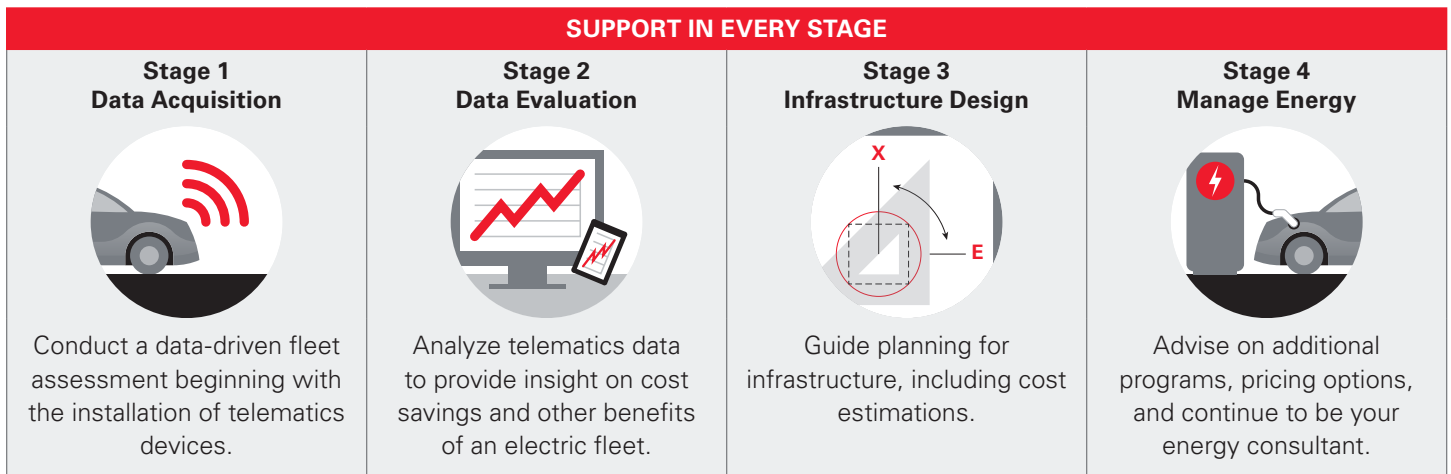 SUPPORT IN EVERY STAGE
Stage 1
Data Acquisition
Conduct a data-driven fleet
assessment beginning with
the installation of telematics
devices.
Stage 2
Data Evaluation
Analyze telematics data
to provide insight on cost
savings and other benefits
of an electric fleet.
Stage 3
Infrastructure Design
X
E
Guide planning for
infrastructure, including cost
estimations.
Stage 4
Manage Energy
Advise on additional
programs, pricing options,
and continue to be your
energy consultant.